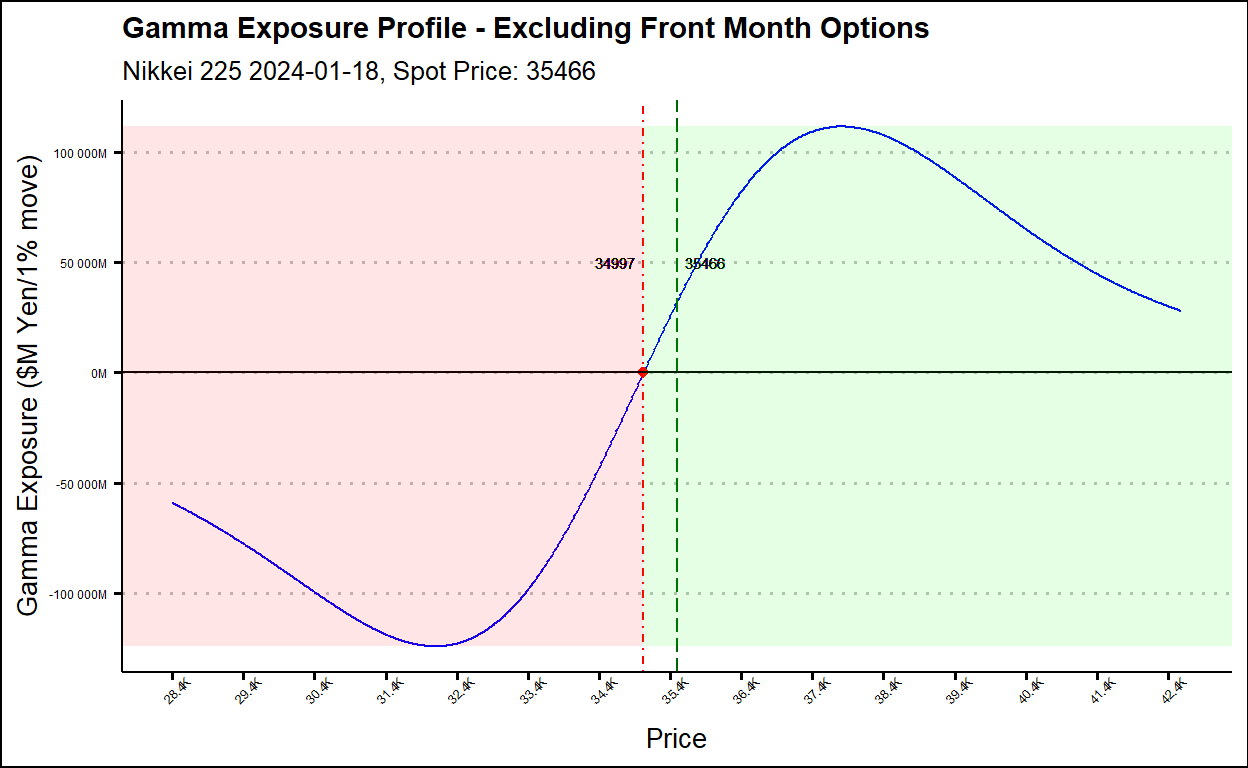 Gamma Exposure Profile - Excluding Front Month Options
Nikkei 225 2024-01-18, Spot Price: 35466
Gamma Exposure ($M Yen/1% move)
100 000M
50 000M
0M
-50 000M
-100 000M
34997
35466
28.4K
29.4K
30.4K
31.4K
32.4K
33.4K
34.4K
35.4K
36.4K
37.4K
38.4K
39.4K
40.4K
41.4K
42.4K
Price